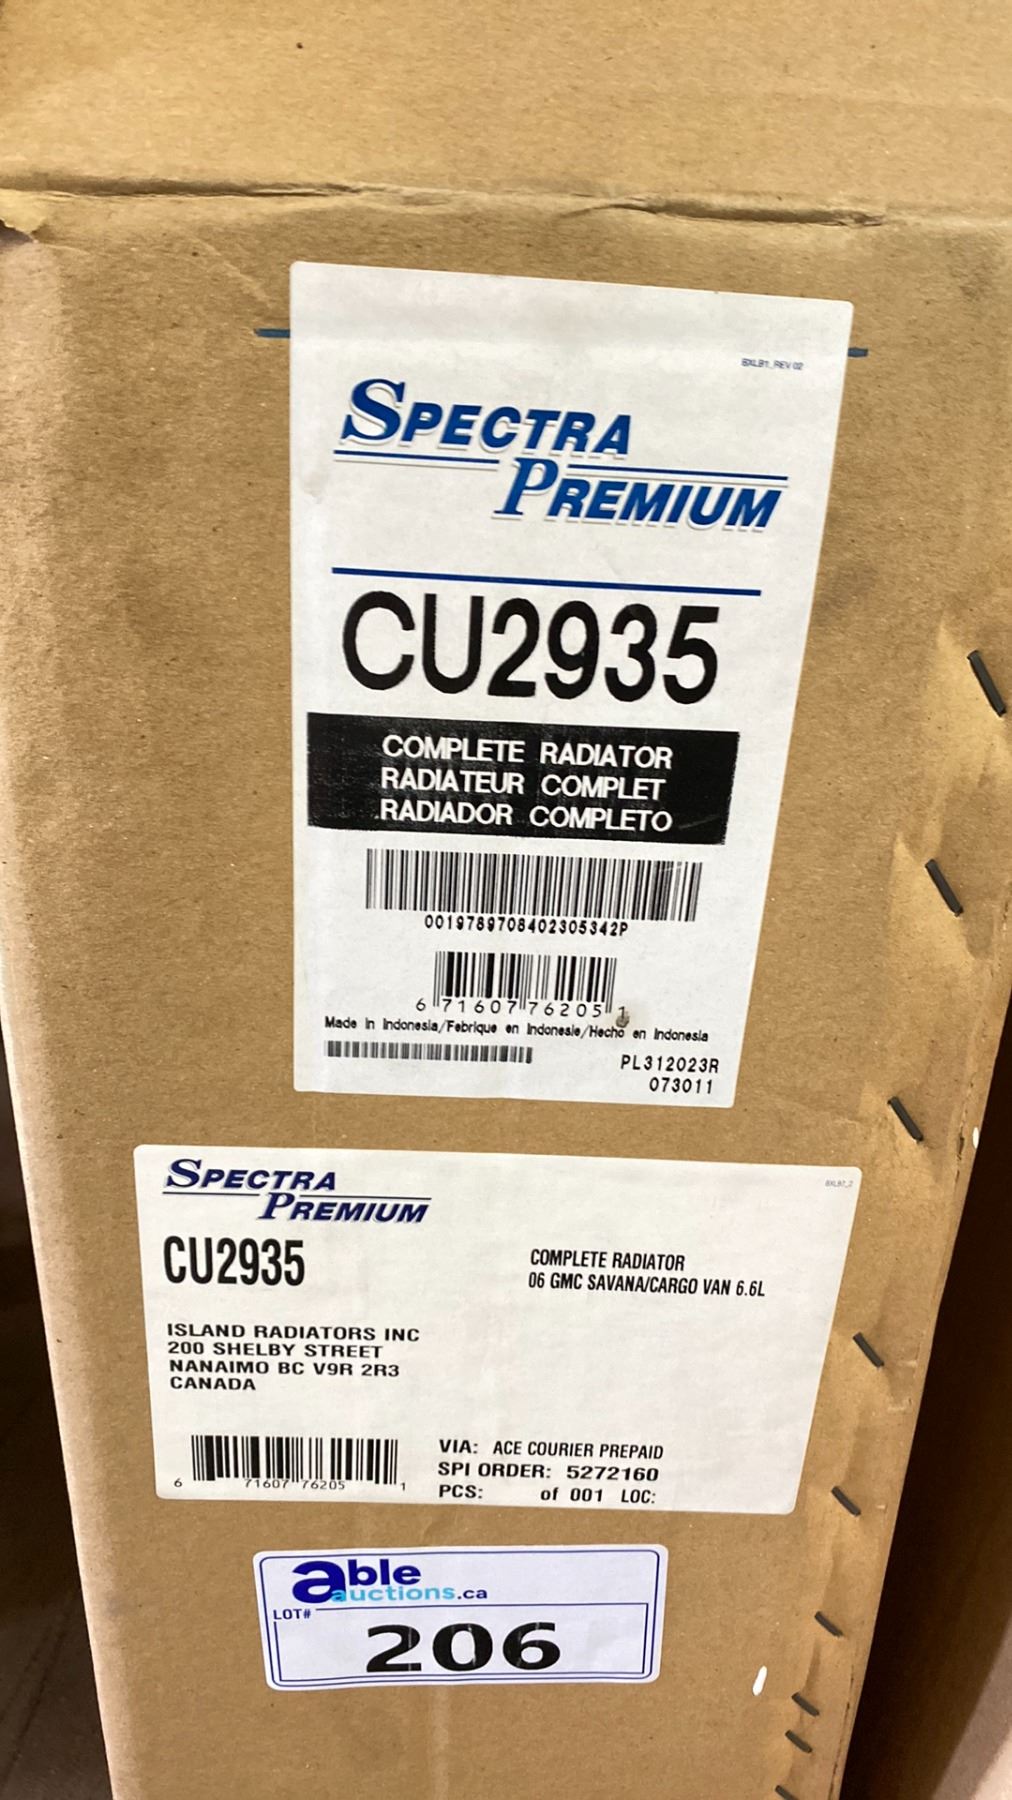 BXLB1_REV 02
SPECTRA
PREMIUM
CU2935
COMPLETE RADIATOR
RADIATEUR COMPLET
RADIADOR COMPLETO
0019789708402305342P
6 71607 76205 1
Made in Indonesia/Fabrique en Indonesie/Hecho en Indonesia
PL312023R
073011
SPECTRA
PREMIUM
CU2935
COMPLETE RADIATOR
06 GMC SAVANA/CARGO VAN 6.6L
ISLAND RADIATORS INC
200 SHELBY STREET
NANAIMO BC V9R 2R3
CANADA
6 71607 76205 1
VIA: ACE COURIER PREPAID
SPI ORDER: 5272160
PCS: of 001 LOC:
able
auctions.ca
LOT#
206